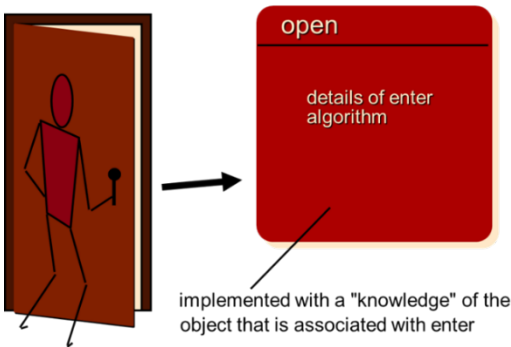 open
details of enter
algorithm
implemented with a "knowledge" of the
object that is associated with enter